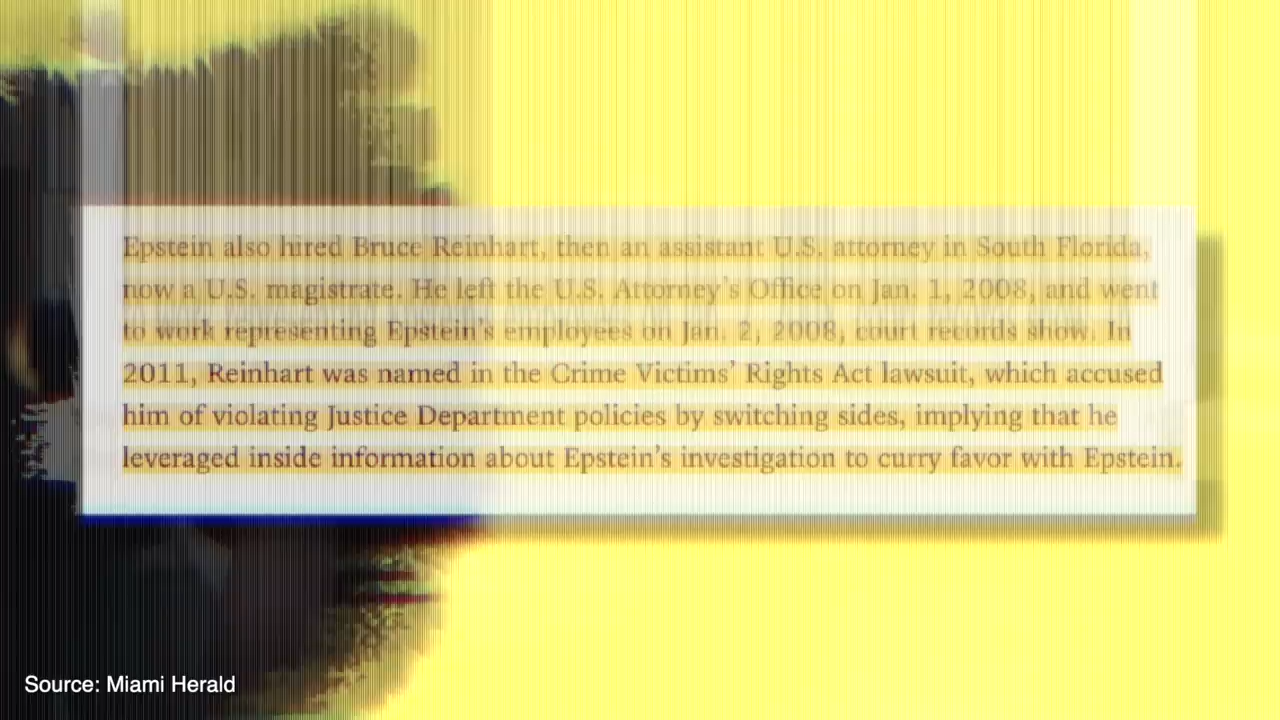 Epstein also hired Bruce Reinhart, then an assistant U.S. attorney in South Florida,
now a U.S. magistrate. He left the U.S. Attorney's Office on Jan. 1, 2008, and went
to work representing Epstein's employees on Jan. 2, 2008, court records show. In
2011, Reinhart was named in the Crime Victims' Rights Act lawsuit, which accused
him of violating Justice Department policies by switching sides, implying that he
leveraged inside information about Epstein's investigation to curry favor with Epstein.
Source: Miami Herald